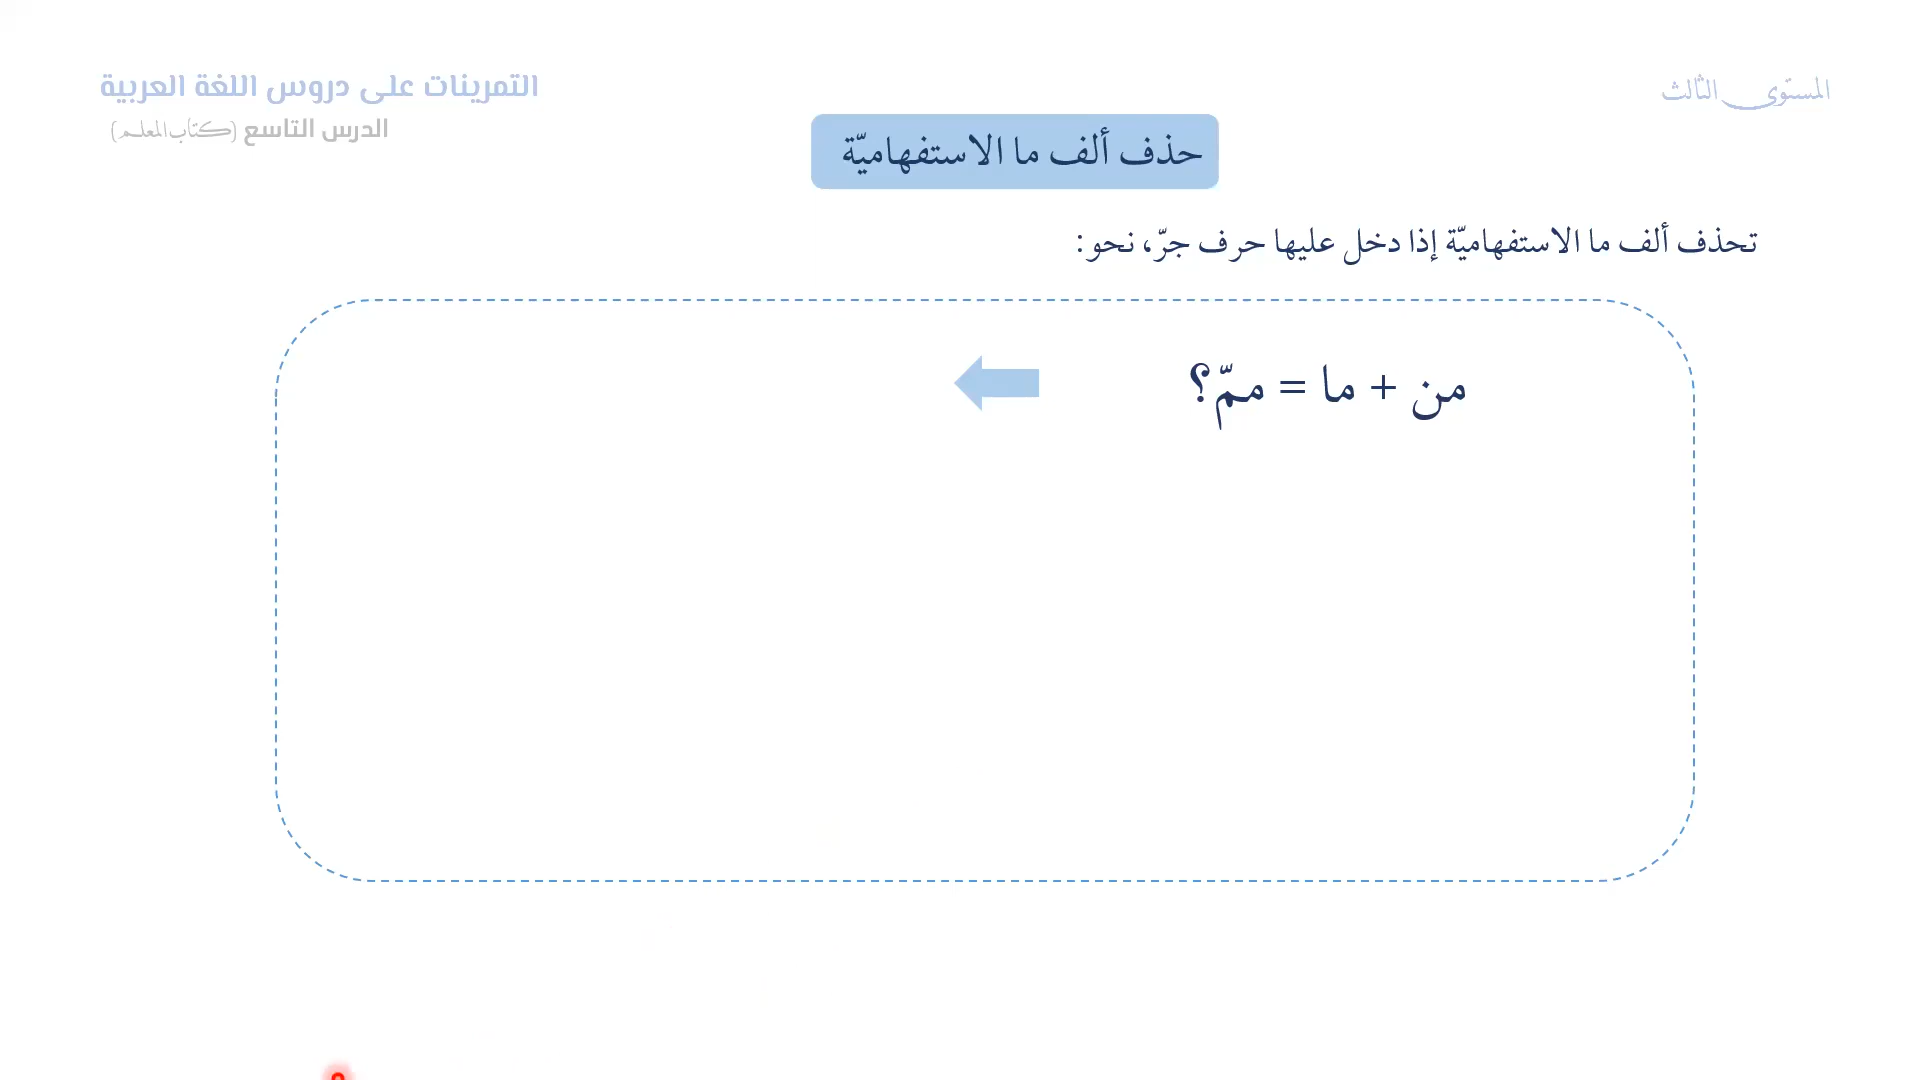 المستوى الثالث
التمرينات على دروس اللغة العربية
الدرس التاسع (كتاب المعلم)
حذف ألف ما الاستفهاميّة
تحذف ألف ما الاستفهاميّة إذا دخل عليها حرف جرّ، نحو:
من + ما = ممّ؟